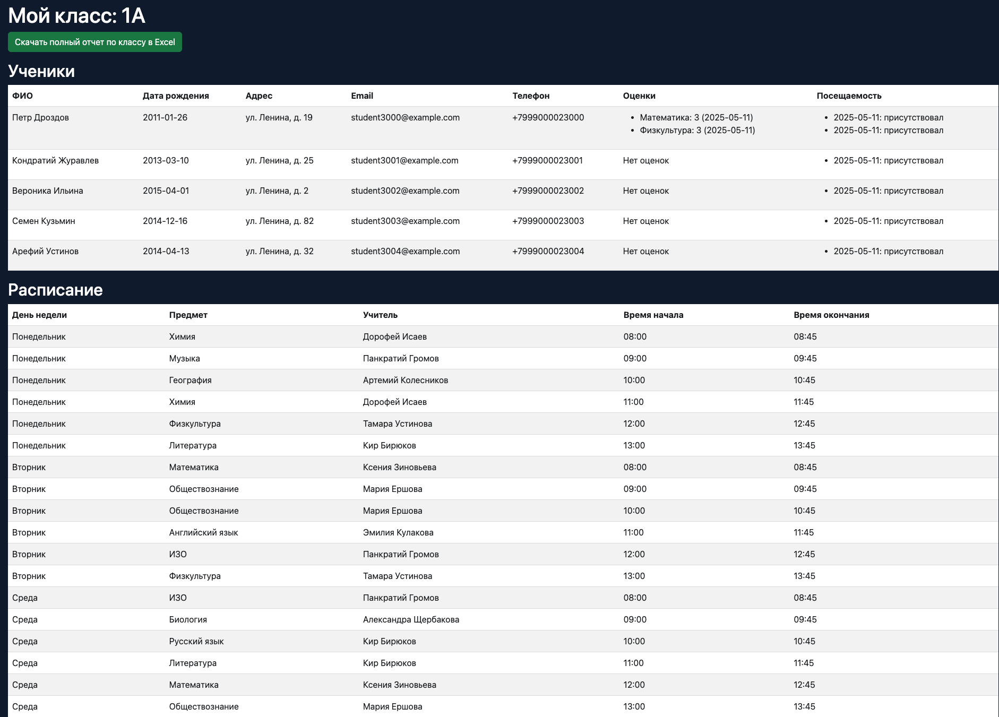 Мой класс: 1А
Скачать полный отчет по классу в Excel
Ученики
ФИО Дата рождения Адрес Email Телефон Оценки Посещаемость
Петр Дроздов 2011-01-26 ул. Ленина, д. 19 student3000@example.com +7999000023000 • Математика: 3 (2025-05-11) • 2025-05-11: присутствовал
• Физкультура: 3 (2025-05-11) • 2025-05-11: присутствовал
Кондратий Журавлев 2013-03-10 ул. Ленина, д. 25 student3001@example.com +7999000023001 Нет оценок • 2025-05-11: присутствовал
Вероника Ильина 2015-04-01 ул. Ленина, д. 2 student3002@example.com +7999000023002 Нет оценок • 2025-05-11: присутствовал
Семен Кузьмин 2014-12-16 ул. Ленина, д. 82 student3003@example.com +7999000023003 Нет оценок • 2025-05-11: присутствовал
Арефий Устинов 2014-04-13 ул. Ленина, д. 32 student3004@example.com +7999000023004 Нет оценок • 2025-05-11: присутствовал
Расписание
День недели Предмет Учитель Время начала Время окончания
Понедельник Химия Дорофей Исаев 08:00 08:45
Понедельник Музыка Панкратий Громов 09:00 09:45
Понедельник География Артемий Колесников 10:00 10:45
Понедельник Химия Дорофей Исаев 11:00 11:45
Понедельник Физкультура Тамара Устинова 12:00 12:45
Понедельник Литература Кир Бирюков 13:00 13:45
Вторник Математика Ксения Зиновьева 08:00 08:45
Вторник Обществознание Мария Ершова 09:00 09:45
Вторник Обществознание Мария Ершова 10:00 10:45
Вторник Английский язык Эмилия Кулакова 11:00 11:45
Вторник ИЗО Панкратий Громов 12:00 12:45
Вторник Физкультура Тамара Устинова 13:00 13:45
Среда ИЗО Панкратий Громов 08:00 08:45
Среда Биология Александра Щербакова 09:00 09:45
Среда Русский язык Кир Бирюков 10:00 10:45
Среда Литература Кир Бирюков 11:00 11:45
Среда Математика Ксения Зиновьева 12:00 12:45
Среда Обществознание Мария Ершова 13:00 13:45